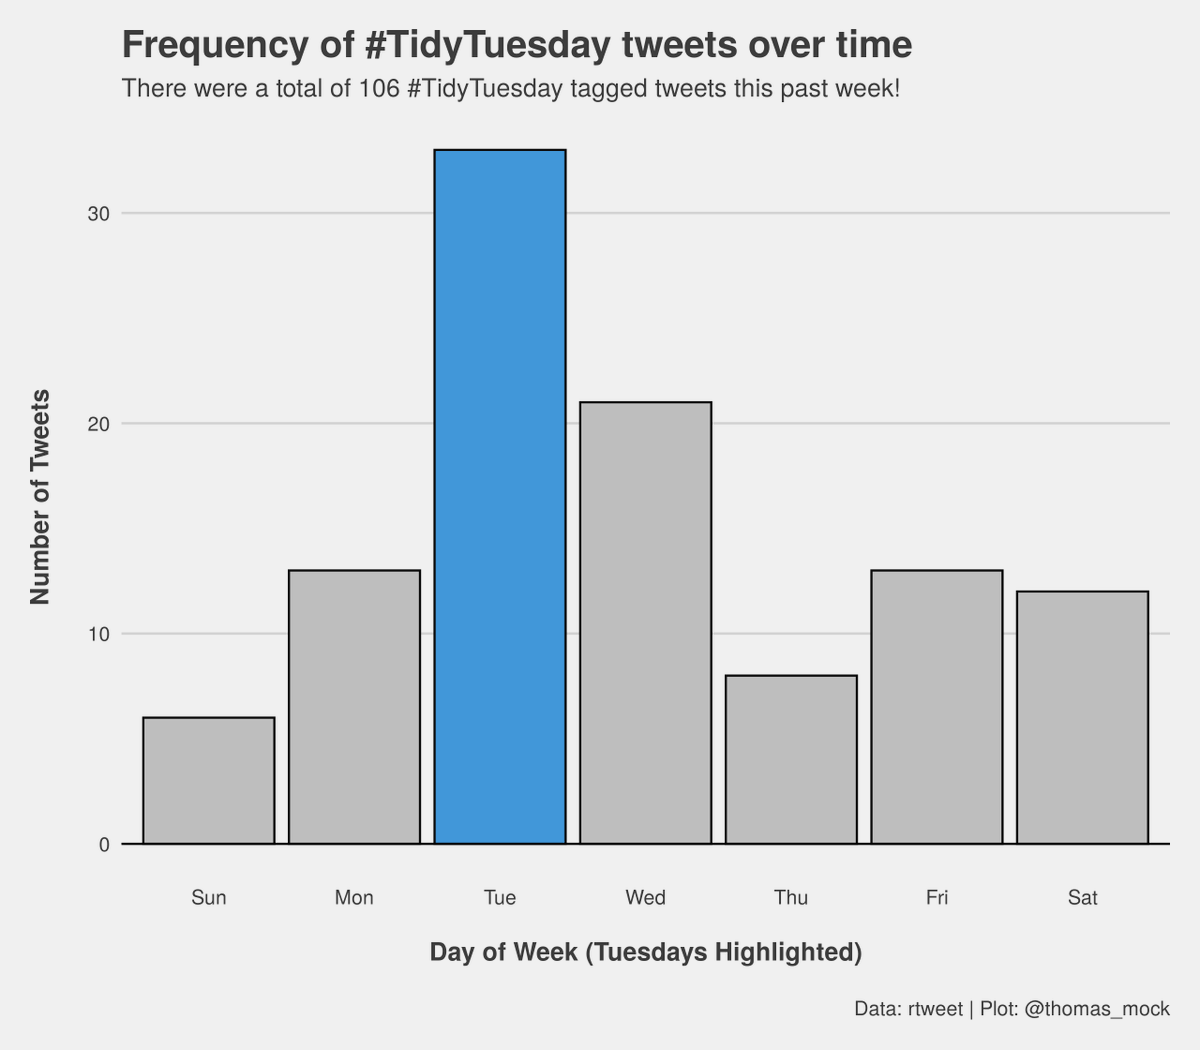 Frequency of #TidyTuesday tweets over time
There were a total of 106 #TidyTuesday tagged tweets this past week!
Number of Tweets
30
20
10
0
Sun Mon Tue Wed Thu Fri Sat
Day of Week (Tuesdays Highlighted)
Data: rtweet | Plot: @thomas_mock